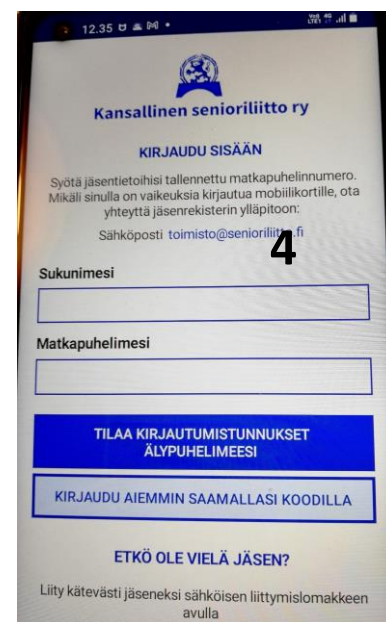 12.35
Kansallinen senioriliitto ry
KIRJAUDU SISÄÄN
Syötä jäsentietoihisi tallennettu matkapuhelinnumero.
Mikäli sinulla on vaikeuksia kirjautua mobiilikortille, ota
yhteyttä jäsenrekisterin ylläpitoon:
Sähköposti toimisto@senioriliitto.fi
4
Sukunimesi
Matkapuhelimesi
TILAA KIRJAUTUMISTUNNUKSET
ÄLYPUHELIMEESI
KIRJAUDU AIEMMIN SAAMALLASI KOODILLA
ETKÖ OLE VIELÄ JÄSEN?
Liity kätevästi jäseneksi sähköisen liittymislomakkeen
avulla